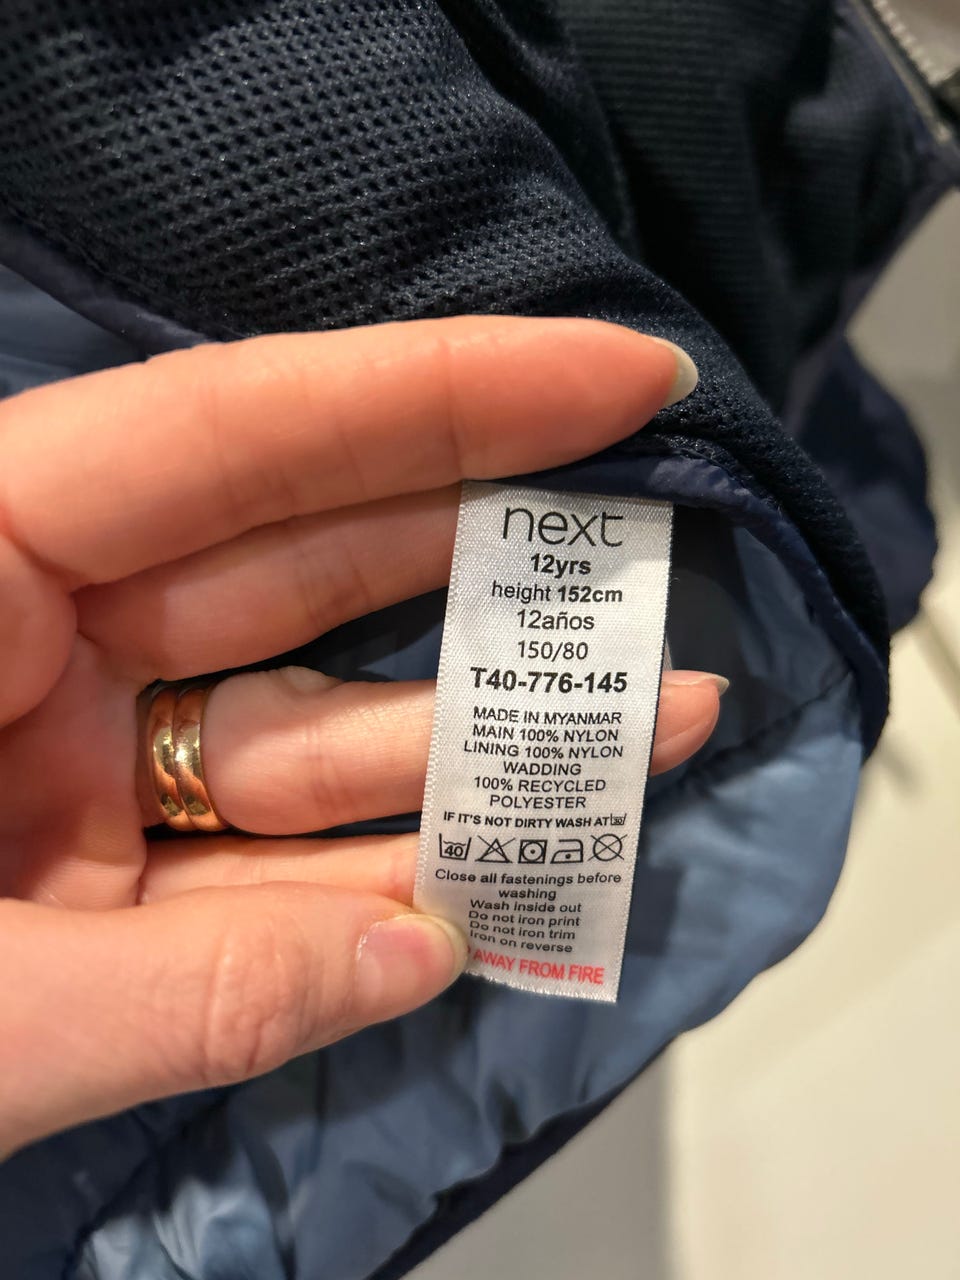 next
12yrs
height 152cm
12años
150/80
T40-776-145
MADE IN MYANMAR
MAIN 100% NYLON
LINING 100% NYLON
WADDING
100% RECYCLED
POLYESTER
IF IT'S NOT DIRTY WASH AT 30
40
Close all fastenings before
washing
Wash inside out
Do not iron print
Do not iron trim
Iron on reverse
AWAY FROM FIRE